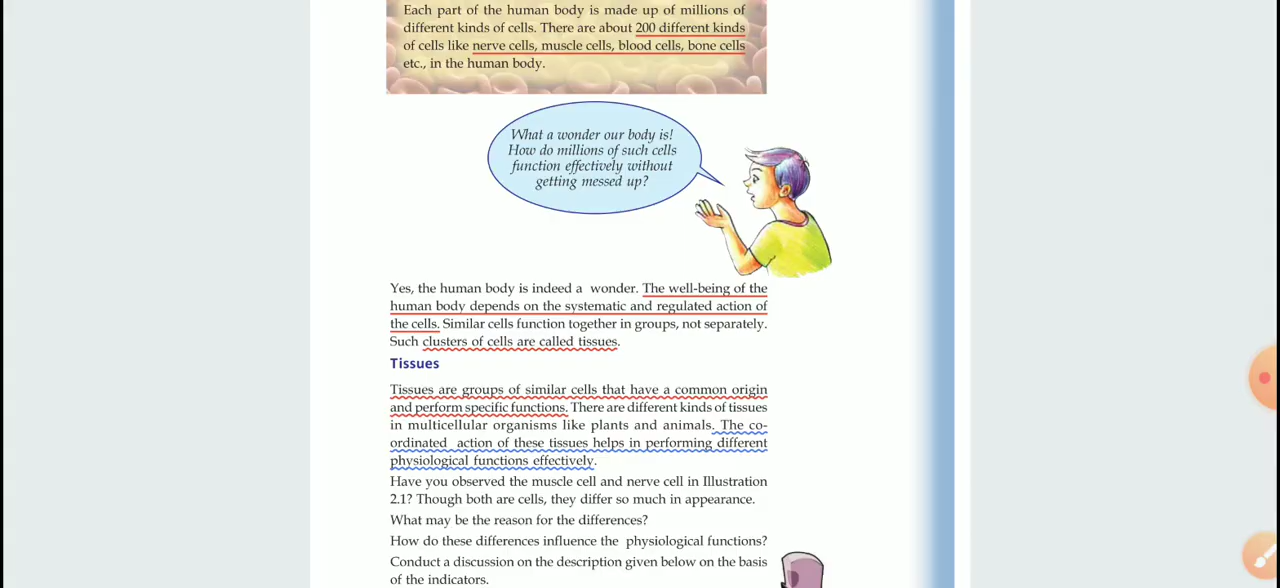 Each part of the human body is made up of millions of
different kinds of cells. There are about 200 different kinds
of cells like nerve cells, muscle cells, blood cells, bone cells
etc., in the human body.
What a wonder our body is!
How do millions of such cells
function effectively without
getting messed up?
Yes, the human body is indeed a wonder. The well-being of the
human body depends on the systematic and regulated action of
the cells. Similar cells function together in groups, not separately.
Such clusters of cells are called tissues.
Tissues
Tissues are groups of similar cells that have a common origin
and perform specific functions. There are different kinds of tissues
in multicellular organisms like plants and animals. The co-
ordinated action of these tissues helps in performing different
physiological functions effectively.
Have you observed the muscle cell and nerve cell in Illustration
2.1? Though both are cells, they differ so much in appearance.
What may be the reason for the differences?
How do these differences influence the physiological functions?
Conduct a discussion on the description given below on the basis
of the indicators.